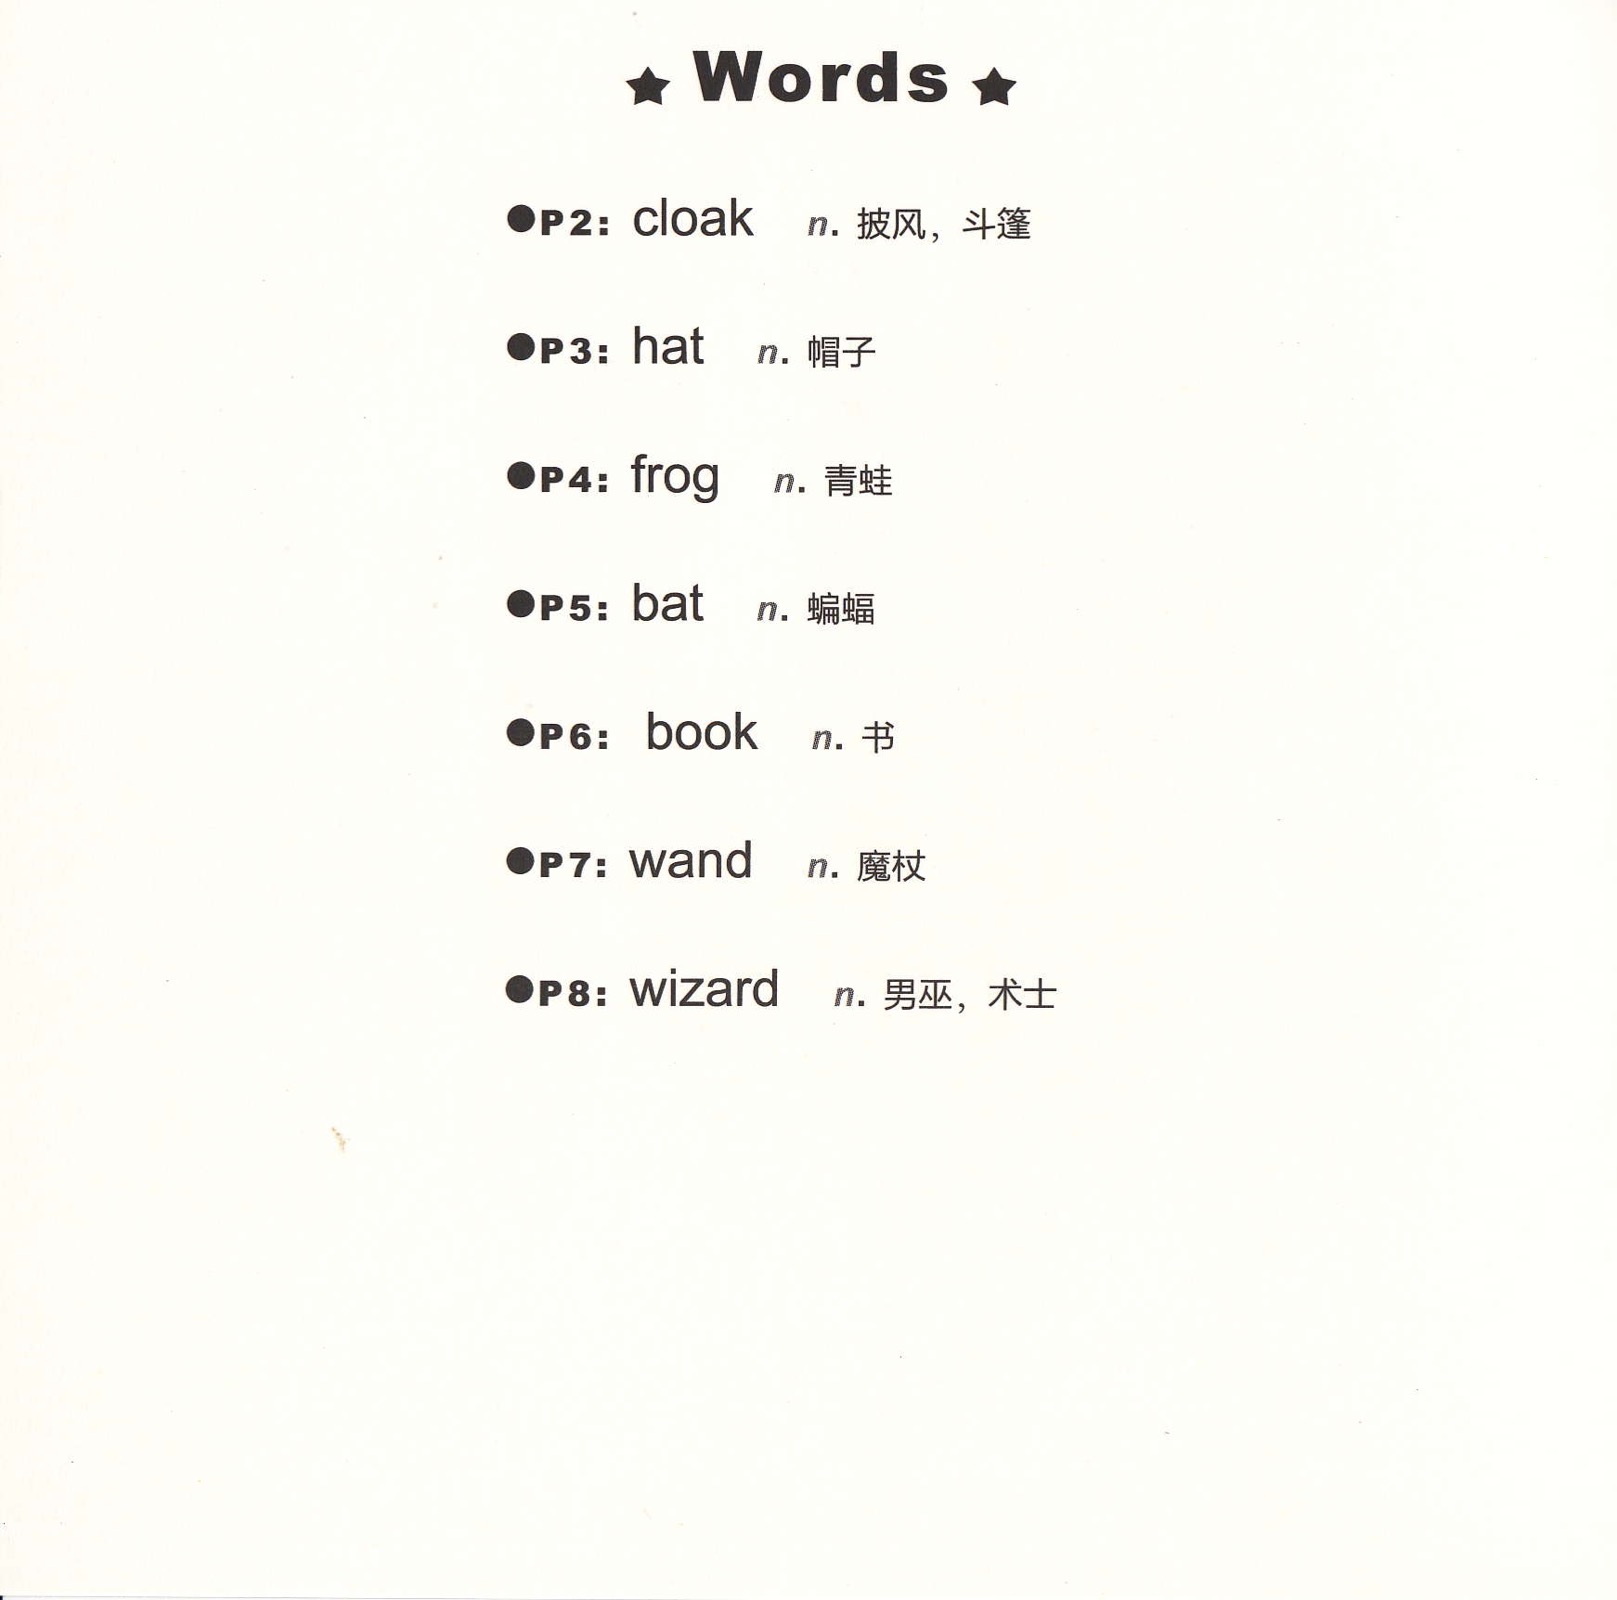 ★ Words ★
●P2: cloak n. 披风，斗篷
●P3: hat n. 帽子
●P4: frog n. 青蛙
●P5: bat n. 蝙蝠
●P6: book n. 书
●P7: wand n. 魔杖
●P8: wizard n. 男巫，术士